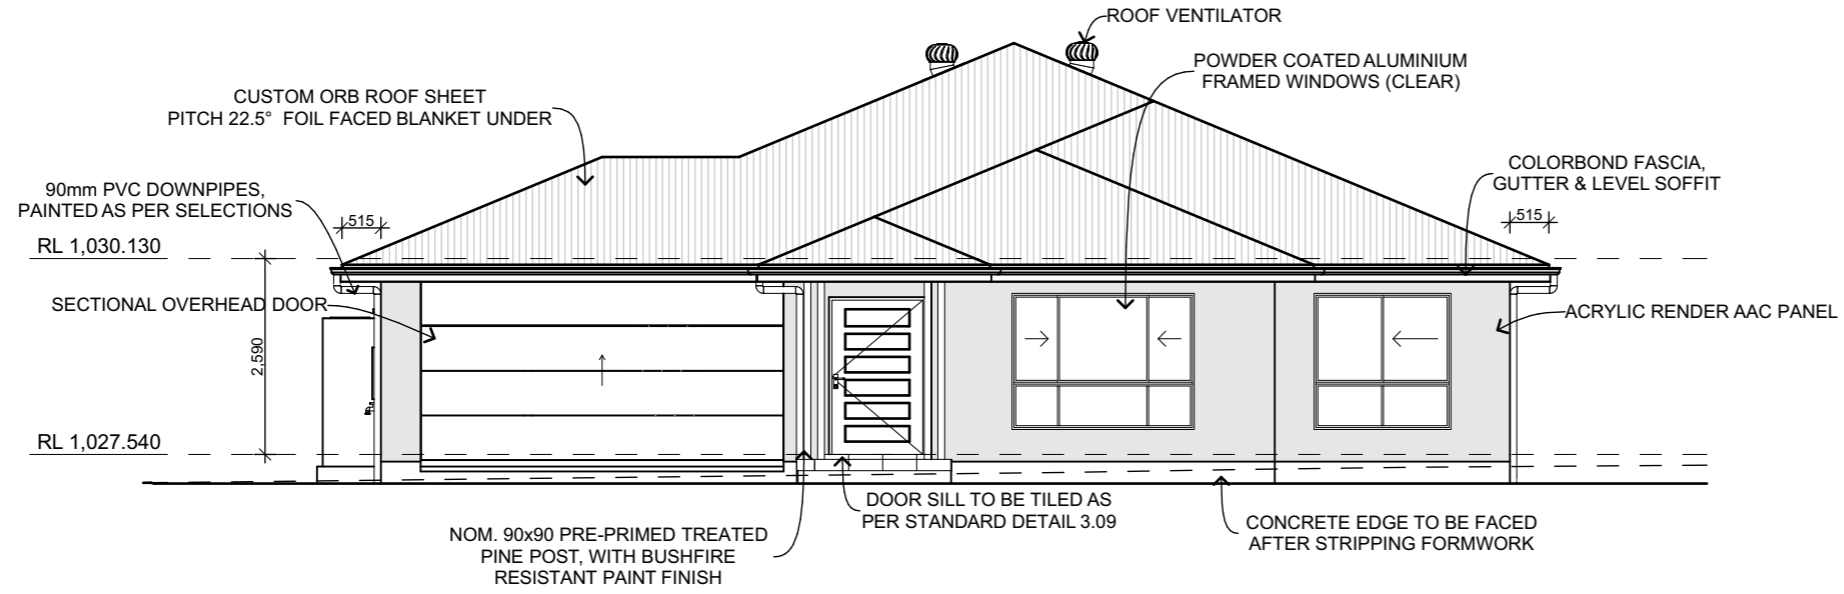 ROOF VENTILATOR
POWDER COATED ALUMINIUM
FRAMED WINDOWS (CLEAR)
CUSTOM ORB ROOF SHEET
PITCH 22.5° FOIL FACED BLANKET UNDER
COLORBOND FASCIA,
GUTTER & LEVEL SOFFIT
90mm PVC DOWNPIPES,
PAINTED AS PER SELECTIONS
515
515
RL 1,030.130
SECTIONAL OVERHEAD DOOR
ACRYLIC RENDER AAC PANEL
2,590
RL 1,027.540
DOOR SILL TO BE TILED AS
PER STANDARD DETAIL 3.09
NOM. 90x90 PRE-PRIMED TREATED
PINE POST, WITH BUSHFIRE
RESISTANT PAINT FINISH
CONCRETE EDGE TO BE FACED
AFTER STRIPPING FORMWORK